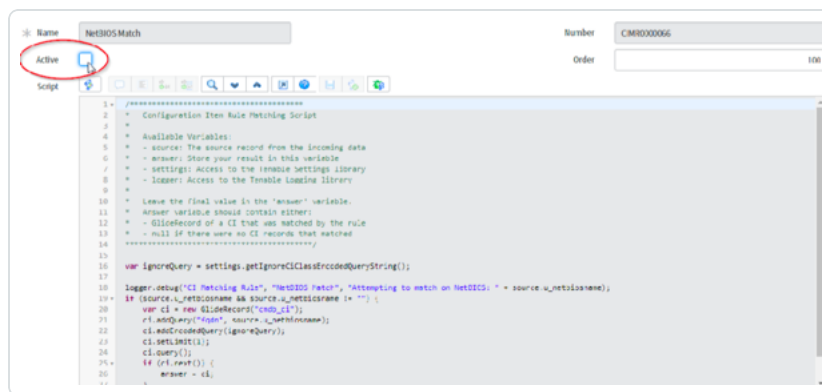 Name NetBIOS Match Number CIMR0000066
Active Order 100
Script
1 /****************************************
2 * Configuration Item Rule Matching Script
3 *
4 * Available Variables:
5 * - source: The source record from the incoming data
6 * - answer: Store your result in this variable
7 * - settings: Access to the Tenable Settings library
8 * - logger: Access to the Tenable Logging library
9 *
10 * Leave the final value in the 'answer' variable.
11 * Answer variable should contain either:
12 * - GlideRecord of a CI that was matched by the rule
13 * - null if there were no CI records that matched
14 ****************************************/
15
16 var ignoreQuery = settings.getIgnoreCiClassEncodedQueryString();
17
18 logger.debug("CI Matching Rule", "NetBIOS Match", "Attempting to match on NetBIOS: " + source.u_netbiosname);
19 if (source.u_netbiosname && source.u_netbiosname != "") {
20 var ci = new GlideRecord("cmdb_ci");
21 ci.addQuery("fqdn", source.u_netbiosname);
22 ci.addEncodedQuery(ignoreQuery);
23 ci.setLimit(1);
24 ci.query();
25 if (ci.next()) {
26 answer = ci;
27 }